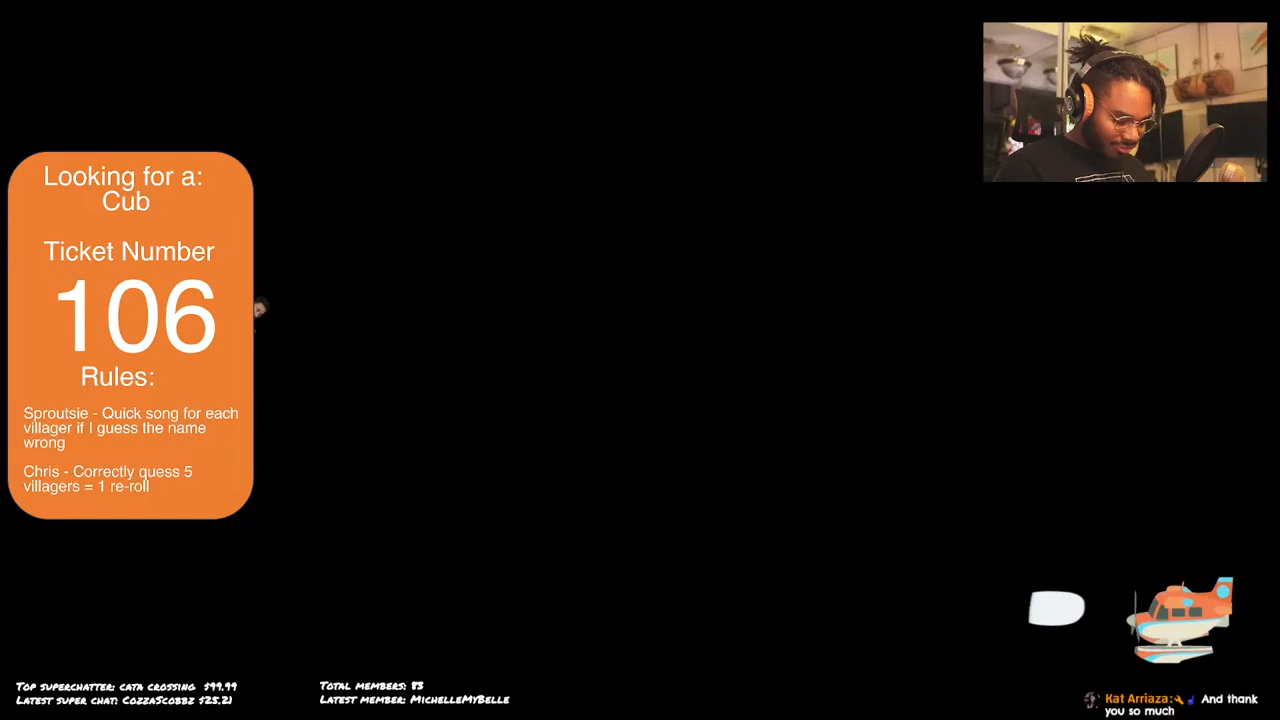 Looking for a:
Cub
Ticket Number
106
Rules:
Sproutsie - Quick song for each
villager if I guess the name
wrong
Chris - Correctly quess 5
villagers = 1 re-roll
Top superchatter: cata crossing $99.99
Latest super chat: CozzaScobbz $25.21
Total members: 83
Latest member: MichelleMyBelle
Kat Arriaza: And thank
you so much